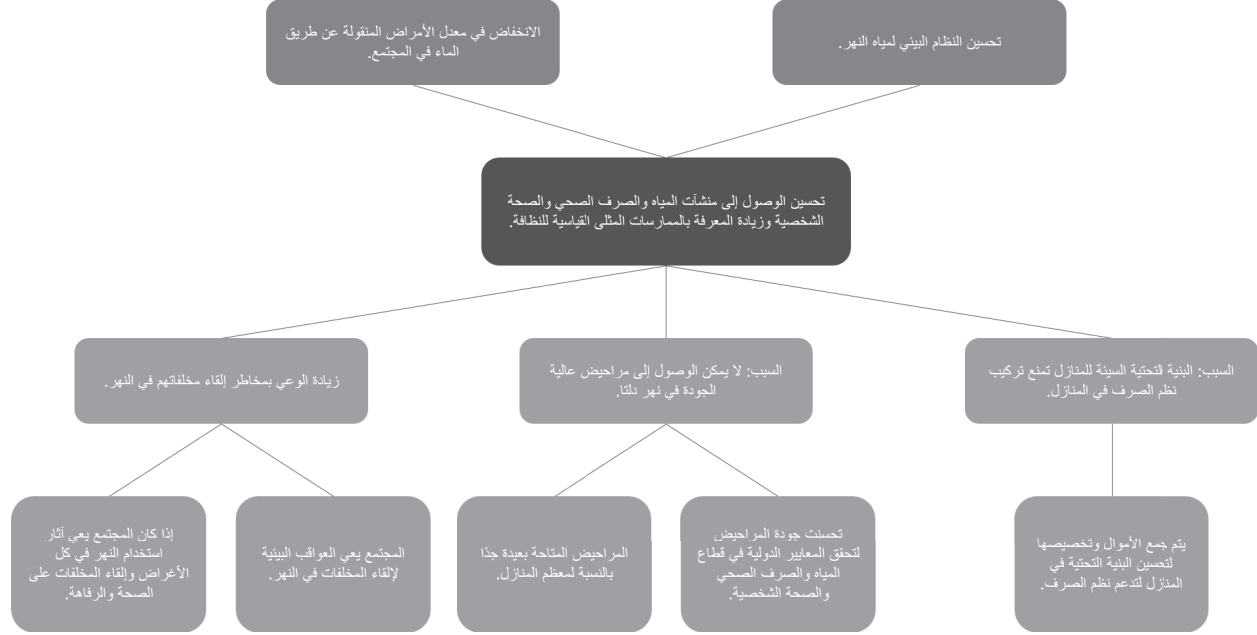 تحسين النظام البيئي لمياه النهر.
الانخفاض في معدل الأمراض المنقولة عن طريق
الماء في المجتمع.
تحسين الوصول إلى منشآت المياه والصرف الصحي والصحة
الشخصية وزيادة المعرفة بالممارسات المثلى القياسية للنظافة.
السبب: البنية التحتية السيئة للمنازل تمنع تركيب
نظم الصرف في المنازل.
السبب: لا يمكن الوصول إلى مراحيض عالية
الجودة في نهر دلتا.
زيادة الوعي بمخاطر إلقاء مخلفاتهم في النهر.
يتم جمع الأموال وتخصيصها
لتحسين البنية التحتية في
المنازل لتدعم نظم الصرف.
تحسنت جودة المراحيض
لتحقق المعايير الدولية في قطاع
المياه والصرف الصحي
والصحة الشخصية.
المراحيض المتاحة بعيدة جدًا
بالنسبة لمعظم المنازل.
المجتمع يعي العواقب البيئية
لإلقاء المخلفات في النهر.
إذا كان المجتمع يعي آثار
استخدام النهر في كل
الأغراض وإلقاء المخلفات على
الصحة والرفاهة.